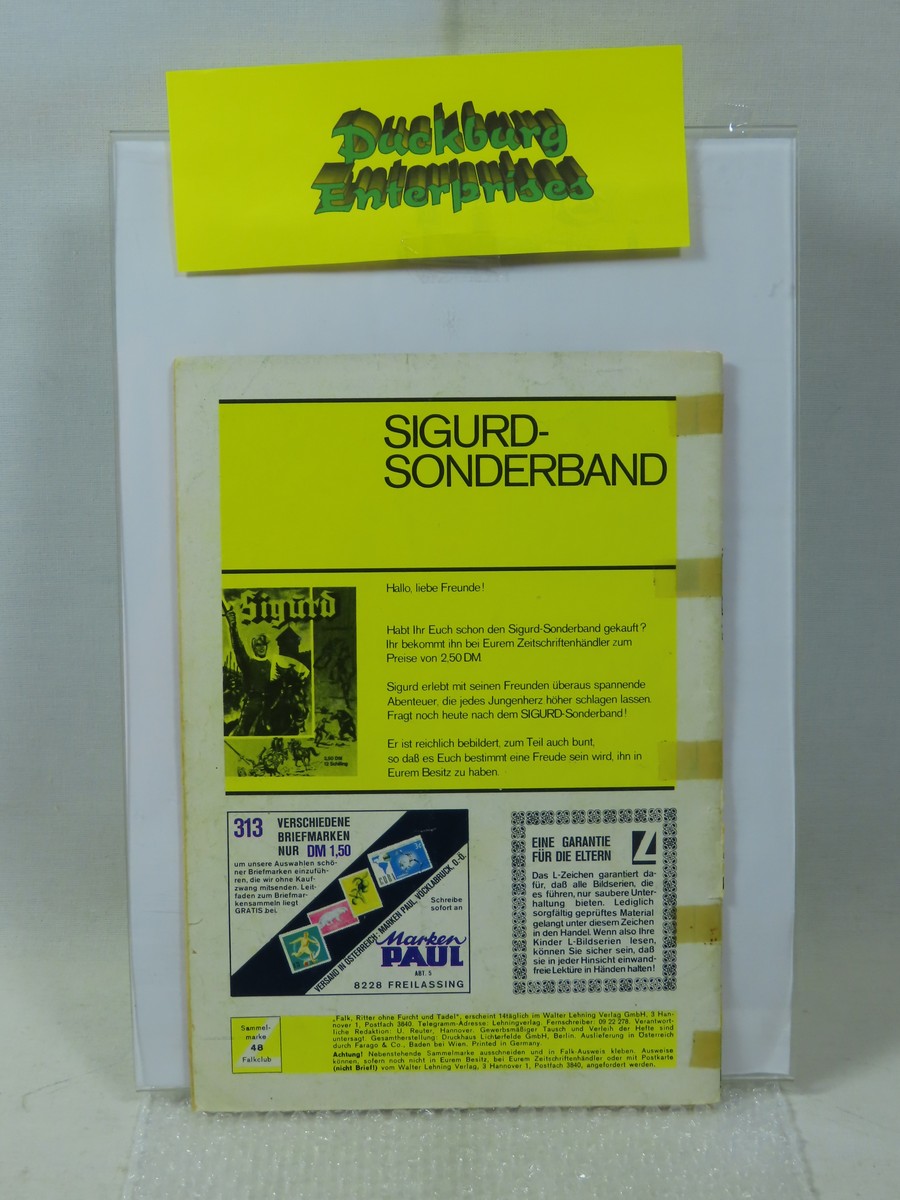 Duckburg
Enterprises
SIGURD-
SONDERBAND
Sigurd
2,50 DM
12 Schilling
Hallo, liebe Freunde!
Habt Ihr Euch schon den Sigurd-Sonderband gekauft?
Ihr bekommt ihn bei Eurem Zeitschriftenhändler zum
Preise von 2,50 DM.
Sigurd erlebt mit seinen Freunden überaus spannende
Abenteuer, die jedes Jungenherz höher schlagen lassen.
Fragt noch heute nach dem SIGURD-Sonderband!
Er ist reichlich bebildert, zum Teil auch bunt,
so daß es Euch bestimmt eine Freude sein wird, ihn in
Eurem Besitz zu haben.
313 VERSCHIEDENE
BRIEFMARKEN
NUR DM 1,50
um unsere Auswahlen schö-
ner Briefmarken einzufüh-
ren, die wir ohne Kauf-
zwang mitsenden. Leit-
faden zum Briefmar-
kensammeln liegt
GRATIS bei.
VERSAND IN ÖSTERREICH: MARKEN PAUL, VÖCKLABRUCK, O.-Ö.
Schreibe
sofort an
Marken
PAUL
ABT. 5
8228 FREILASSING
EINE GARANTIE
FÜR DIE ELTERN
L
Das L-Zeichen garantiert da-
für, daß alle Bildserien, die
es führen, nur saubere Unter-
haltung bieten. Lediglich
sorgfältig geprüftes Material
gelangt unter diesem Zeichen
in den Handel. Wenn also Ihre
Kinder L-Bildserien lesen,
können Sie sicher sein, daß
sie in jeder Hinsicht einwand-
freie Lektüre in Händen halten!
Sammel-
marke
48
Falkclub
„Falk, Ritter ohne Furcht und Tadel", erscheint 14täglich im Walter Lehning Verlag GmbH, 3 Han-
nover 1, Postfach 3840. Telegramm-Adresse: Lehningverlag. Fernschreiber: 09 22 278. Verantwort-
liche Redaktion: U. Reuter, Hannover. Gewerbsmäßiger Tausch und Verleih der Hefte sind
untersagt. Gesamtherstellung: Druckhaus Lichterfelde GmbH, Berlin. Auslieferung in Österreich
durch Farago & Co., Baden bei Wien. Printed in Germany.
Achtung! Nebenstehende Sammelmarke ausschneiden und in Falk-Ausweis kleben. Ausweise
können, sofern noch nicht in Eurem Besitz, bei Eurem Zeitschriftenhändler oder mit Postkarte
(nicht Brief!) vom Walter Lehning Verlag, 3 Hannover 1, Postfach 3840, angefordert werden.